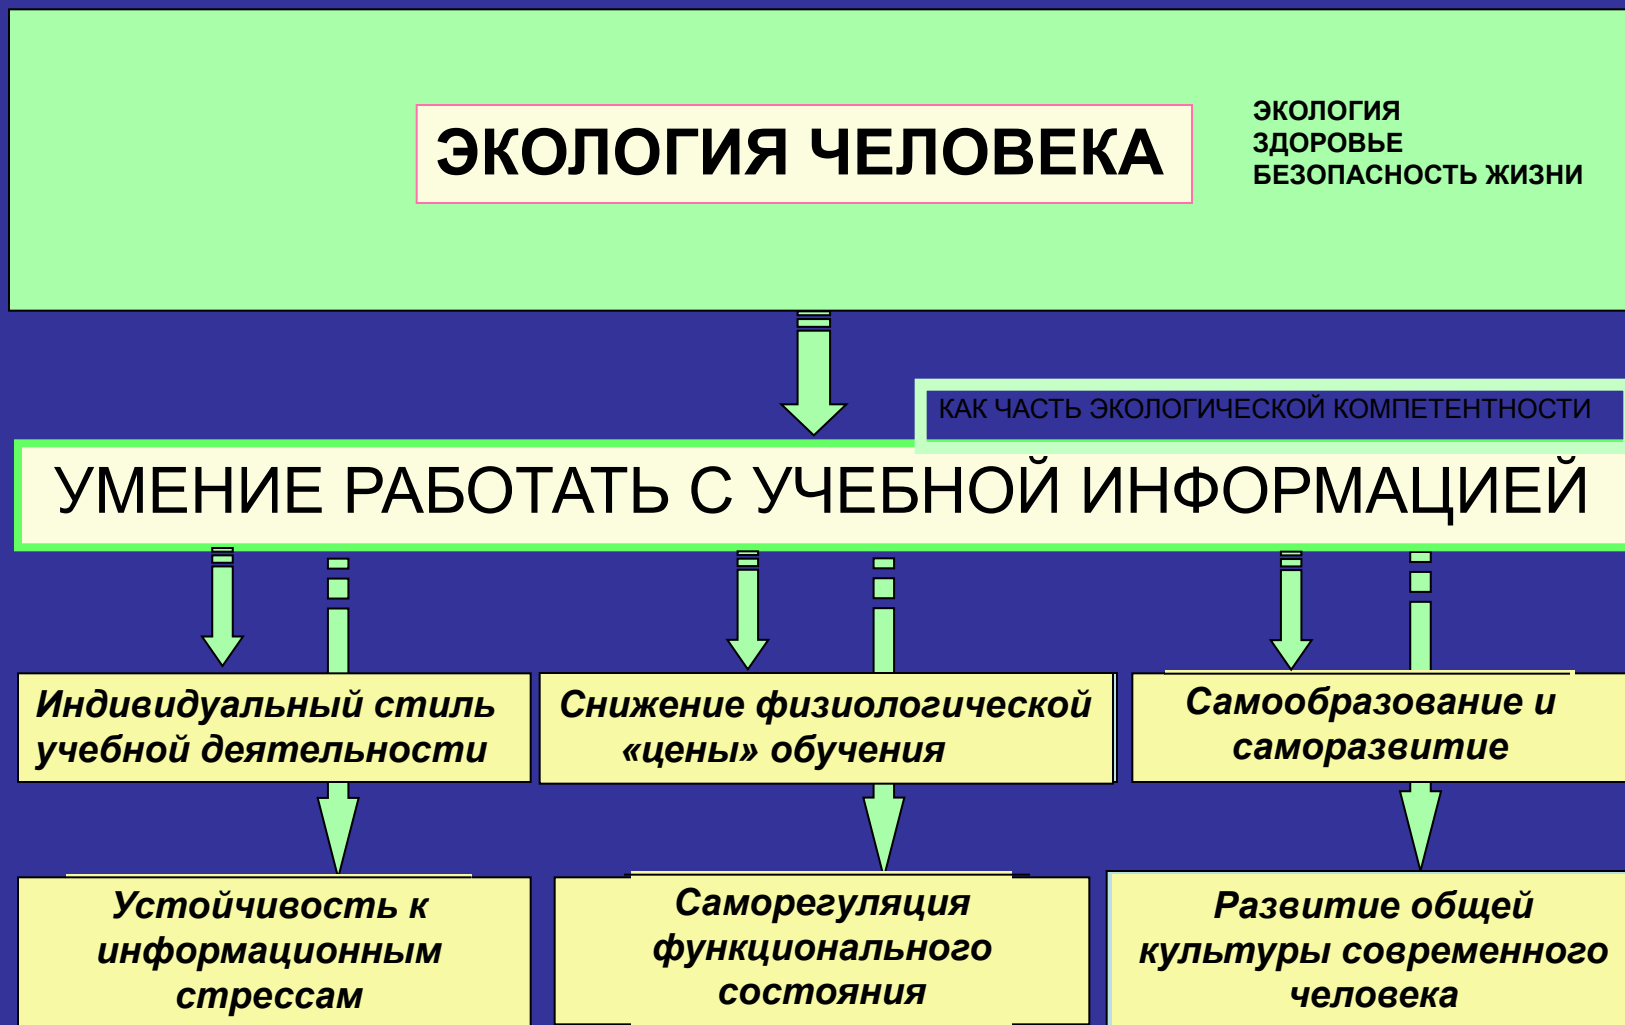 ЭКОЛОГИЯ ЧЕЛОВЕКА
ЭКОЛОГИЯ
ЗДОРОВЬЕ
БЕЗОПАСНОСТЬ ЖИЗНИ
КАК ЧАСТЬ ЭКОЛОГИЧЕСКОЙ КОМПЕТЕНТНОСТИ
УМЕНИЕ РАБОТАТЬ С УЧЕБНОЙ ИНФОРМАЦИЕЙ
Индивидуальный стиль
учебной деятельности
Снижение физиологической
«цены» обучения
Самообразование и
саморазвитие
Устойчивость к
информационным
стрессам
Саморегуляция
функционального
состояния
Развитие общей
культуры современного
человека